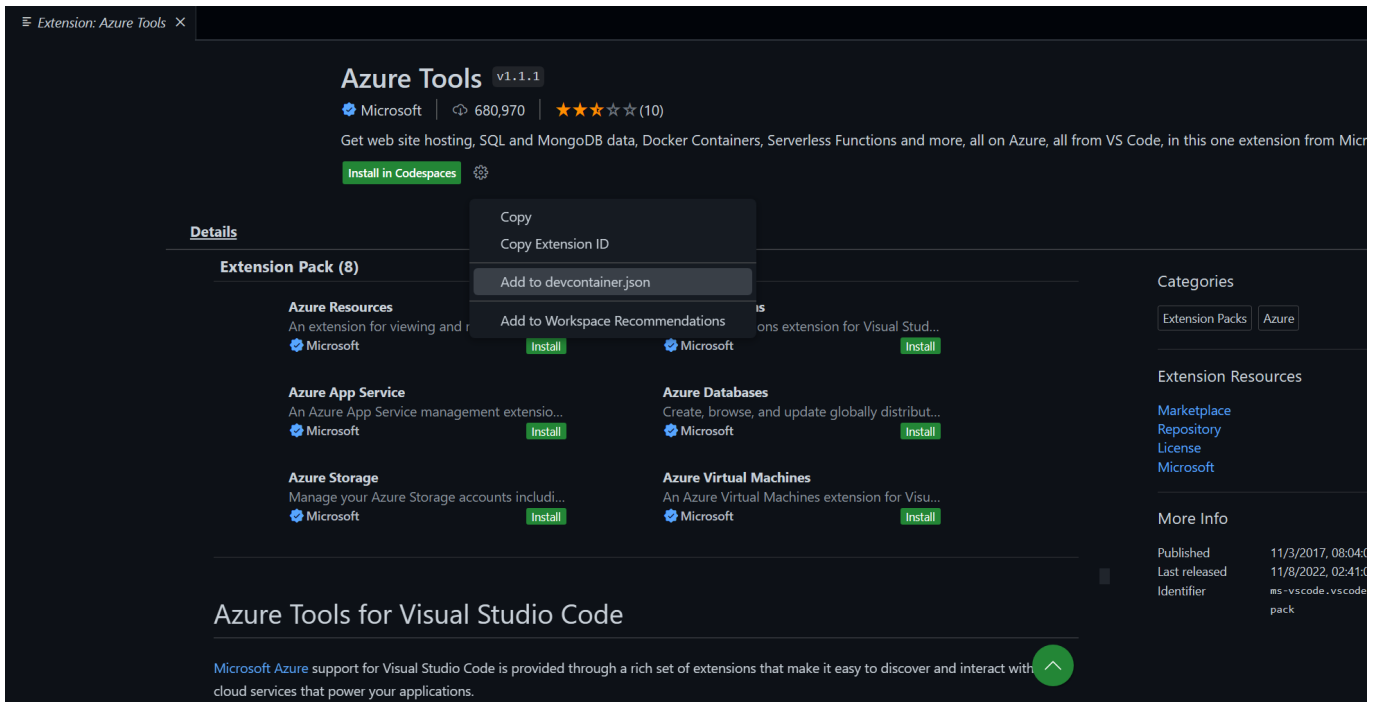 Extension: Azure Tools
Azure Tools v1.1.1
Microsoft 680,970 (10)
Get web site hosting, SQL and MongoDB data, Docker Containers, Serverless Functions and more, all on Azure, all from VS Code, in this one extension from Micr
Install in Codespaces
Copy
Copy Extension ID
Add to devcontainer.json
Add to Workspace Recommendations
Details
Extension Pack (8)
Azure Resources
An extension for viewing and
Microsoft Install
ns
ons extension for Visual Stud...
Microsoft Install
Azure App Service
An Azure App Service management extensio...
Microsoft Install
Azure Databases
Create, browse, and update globally distribut...
Microsoft Install
Azure Storage
Manage your Azure Storage accounts includi...
Microsoft Install
Azure Virtual Machines
An Azure Virtual Machines extension for Visu...
Microsoft Install
Azure Tools for Visual Studio Code
Microsoft Azure support for Visual Studio Code is provided through a rich set of extensions that make it easy to discover and interact with
cloud services that power your applications.
Categories
Extension Packs Azure
Extension Resources
Marketplace
Repository
License
Microsoft
More Info
Published 11/3/2017, 08:04:
Last released 11/8/2022, 02:41:
Identifier ms-vscode.vscode
pack